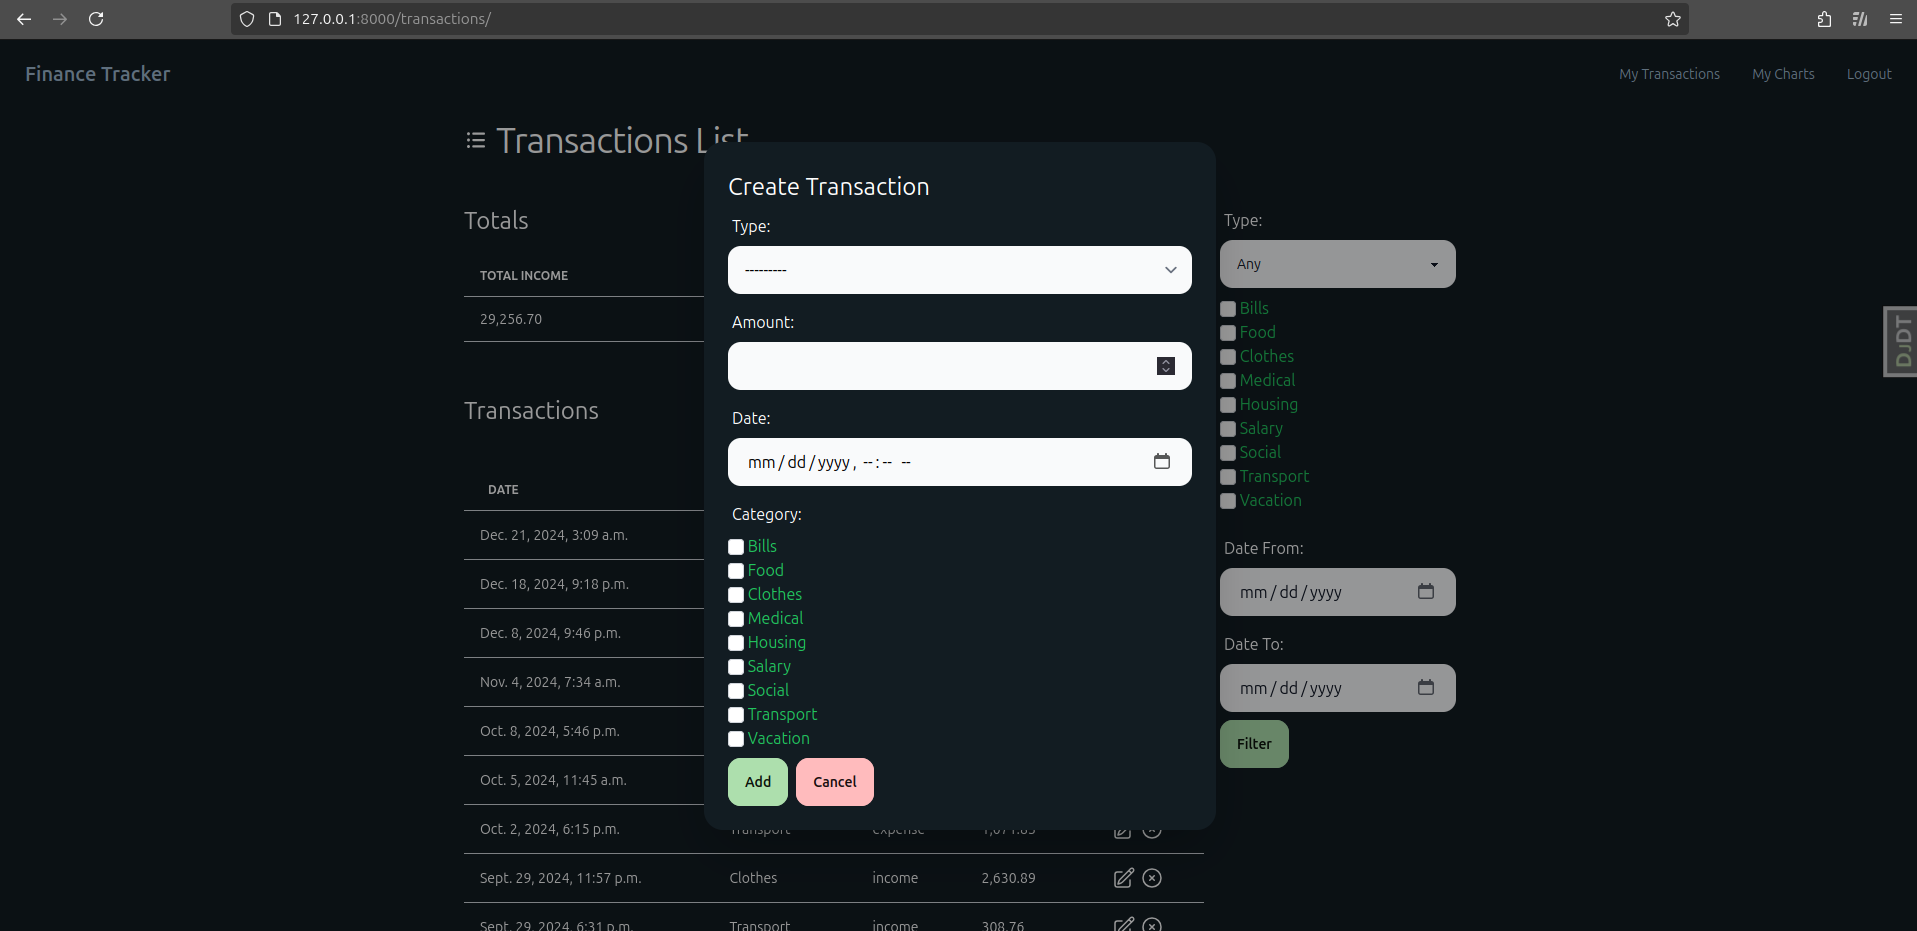 127.0.0.1:8000/transactions/
Finance Tracker
My Transactions
My Charts
Logout
Transactions List
Totals
TOTAL INCOME
29,256.70
Transactions
DATE
Dec. 21, 2024, 3:09 a.m.
Dec. 18, 2024, 9:18 p.m.
Dec. 8, 2024, 9:46 p.m.
Nov. 4, 2024, 7:34 a.m.
Oct. 8, 2024, 5:46 p.m.
Oct. 5, 2024, 11:45 a.m.
Oct. 2, 2024, 6:15 p.m. Transport expense 1,071.85
Sept. 29, 2024, 11:57 p.m. Clothes income 2,630.89
Sept. 29, 2024, 6:31 p.m. Transport income 308.76
Create Transaction
Type:
---------
Amount:
Date:
mm/dd/yyyy, --:-- --
Category:
Bills
Food
Clothes
Medical
Housing
Salary
Social
Transport
Vacation
Add
Cancel
Type:
Any
Bills
Food
Clothes
Medical
Housing
Salary
Social
Transport
Vacation
Date From:
mm/dd/yyyy
Date To:
mm/dd/yyyy
Filter
DJDT